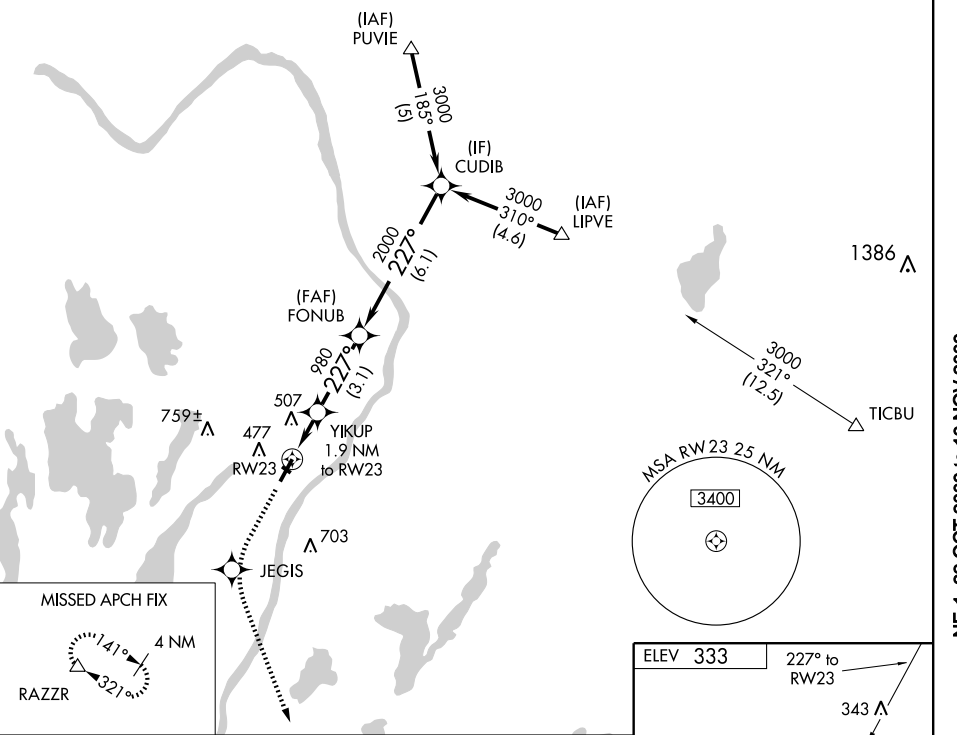 (IAF)
PUVIE
3000
185°
(5)
(IF)
CUDIB
3000
310°
(4.6)
(IAF)
LIPVE
2000
227°
(6.1)
1386
(FAF)
FONUB
980
227°
(3.1)
3000
321°
(12.5)
TICBU
759±
507
477
RW23
YIKUP
1.9 NM
to RW23
MSA RW 23 25 NM
3400
703
JEGIS
MISSED APCH FIX
141°
4 NM
321°
RAZZR
ELEV 333
227° to
RW23
343